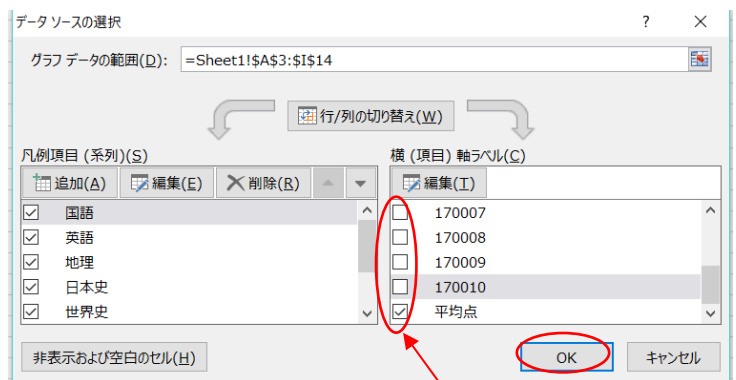 データ ソースの選択 ?
グラフ データの範囲(D): =Sheet1!$A$3:$I$14
行/列の切り替え(W)
凡例項目 (系列)(S)
追加(A) 編集(E) 削除(R)
国語
英語
地理
日本史
世界史
横 (項目) 軸ラベル(C)
編集(T)
170007
170008
170009
170010
平均点
非表示および空白のセル(H) OK キャンセル